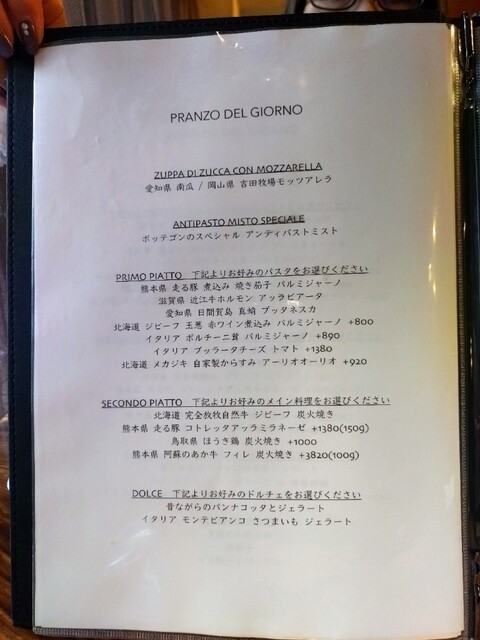 PRANZO DEL GIORNO
ZUPPA DI ZUCCA CON MOZZARELLA
愛知県 南瓜 / 岡山県 吉田牧場モッツアレラ
ANTIPASTO MISTO SPECIALE
ボッテゴンのスペシャル アンティパストミスト
PRIMO PIATTO 下記よりお好みのパスタをお選びください
熊本県 走る豚 煮込み 焼き茄子 パルミジャーノ
滋賀県 近江牛ホルモン アッラビアータ
愛知県 日間賀島 真蛸 プッタネスカ
北海道 ジビーフ 玉葱 赤ワイン煮込み パルミジャーノ +800
イタリア ポルチーニ茸 パルミジャーノ +890
イタリア ブッラータチーズ トマト +1380
北海道 メカジキ 自家製からすみ アーリオオーリオ +920
SECONDO PIATTO 下記よりお好みのメイン料理をお選びください
北海道 完全放牧自然牛 ジビーフ 炭火焼き
熊本県 走る豚 コトレッタアッラミラネーゼ +1380(150g)
鳥取県 ほうき鶏 炭火焼き +1000
熊本県 阿蘇のあか牛 フィレ 炭火焼き +3820(100g)
DOLCE 下記よりお好みのドルチェをお選びください
昔ながらのパンナコッタとジェラート
イタリア モンテビアンコ さつまいも ジェラート